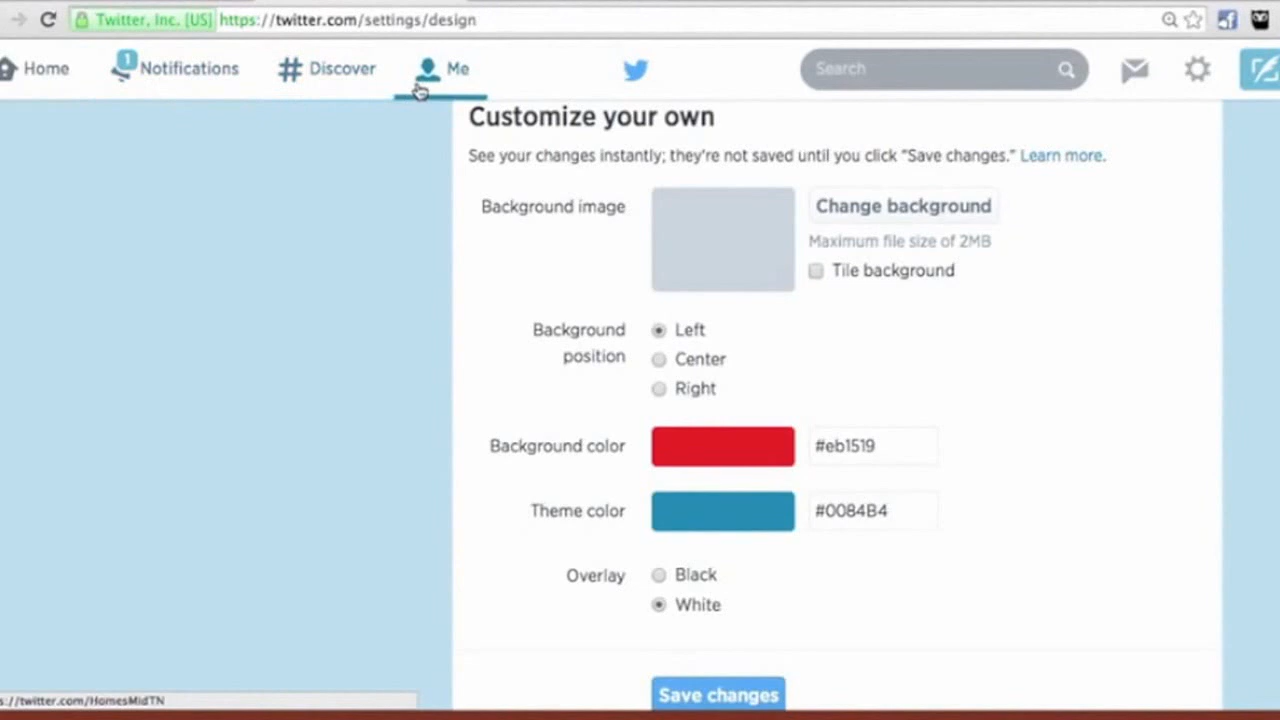 Twitter, Inc. [US] https://twitter.com/settings/design
Home 1 Notifications # Discover Me Search
Customize your own
See your changes instantly; they're not saved until you click "Save changes." Learn more.
Background image Change background
Maximum file size of 2MB
Tile background
Background position Left
Center
Right
Background color #eb1519
Theme color #0084B4
Overlay Black
White
Save changes
s://twitter.com/HomesMidTN